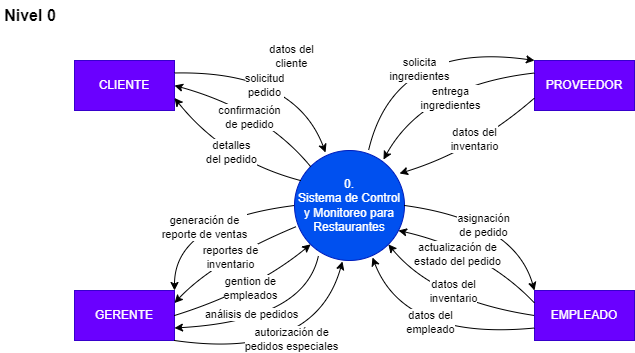 Nivel 0
CLIENTE
datos del
cliente
solicitud
pedido
confirmación
de pedido
detalles
del pedido
solicita
ingredientes
entrega
ingredientes
datos del
inventario
PROVEEDOR
0.
Sistema de Control
y Monitoreo para
Restaurantes
generación de
reporte de ventas
reportes de
inventario
gention de
empleados
análisis de pedidos
autorización de
pedidos especiales
GERENTE
asignación
de pedido
actualización de
estado del pedido
datos del
inventario
datos del
empleado
EMPLEADO